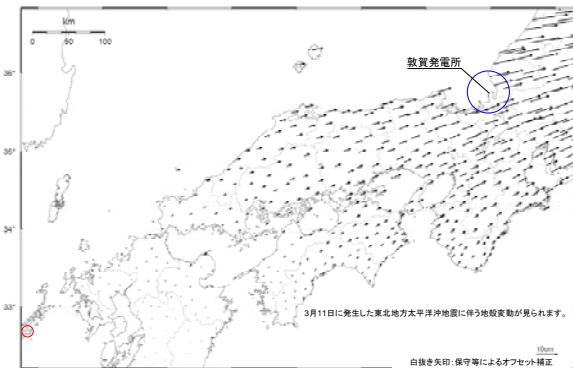 km
0 50 100
敦賀発電所
36°
35°
34°
33°
3月11日に発生した東北地方太平洋沖地震に伴う地殻変動が見られます。
白抜き矢印:保守等によるオフセット補正